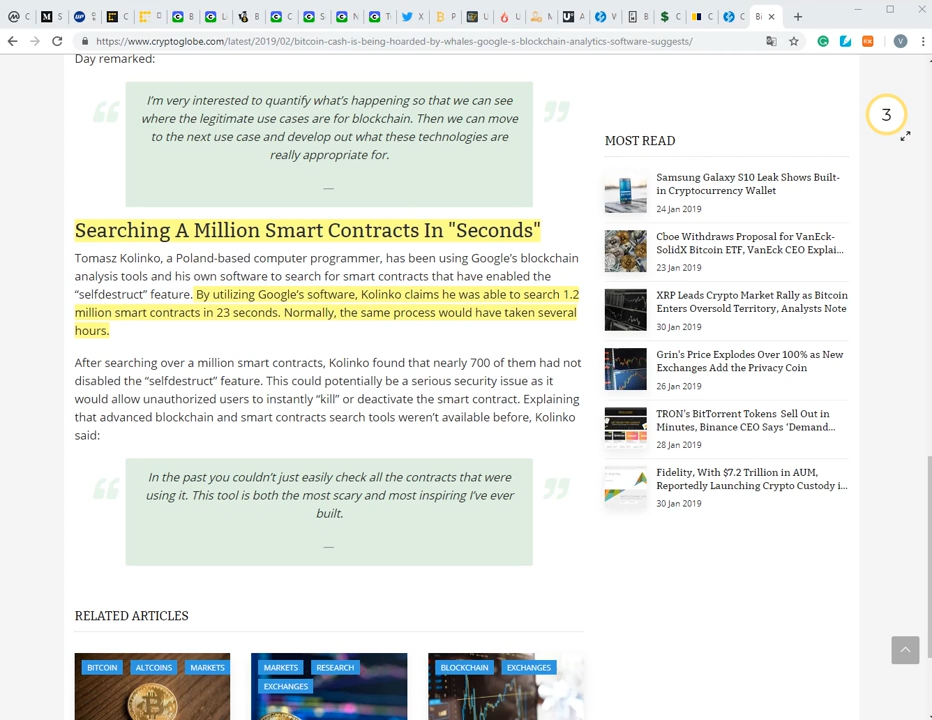 https://www.cryptoglobe.com/latest/2019/02/bitcoin-cash-is-being-hoarded-by-whales-google-s-blockchain-analytics-software-suggests/
Day remarked:
I’m very interested to quantify what’s happening so that we can see
where the legitimate use cases are for blockchain. Then we can move
to the next use case and develop out what these technologies are
really appropriate for.
—
Searching A Million Smart Contracts In "Seconds"
Tomasz Kolinko, a Poland-based computer programmer, has been using Google’s blockchain
analysis tools and his own software to search for smart contracts that have enabled the
“selfdestruct” feature. By utilizing Google’s software, Kolinko claims he was able to search 1.2
million smart contracts in 23 seconds. Normally, the same process would have taken several
hours.
After searching over a million smart contracts, Kolinko found that nearly 700 of them had not
disabled the “selfdestruct” feature. This could potentially be a serious security issue as it
would allow unauthorized users to instantly “kill” or deactivate the smart contract. Explaining
that advanced blockchain and smart contracts search tools weren’t available before, Kolinko
said:
In the past you couldn’t just easily check all the contracts that were
using it. This tool is both the most scary and most inspiring I’ve ever
built.
—
RELATED ARTICLES
BITCOIN ALTCOINS MARKETS
MARKETS RESEARCH
EXCHANGES
BLOCKCHAIN EXCHANGES
3
MOST READ
Samsung Galaxy S10 Leak Shows Built-
in Cryptocurrency Wallet
24 Jan 2019
Cboe Withdraws Proposal for VanEck-
SolidX Bitcoin ETF, VanEck CEO Explai...
23 Jan 2019
XRP Leads Crypto Market Rally as Bitcoin
Enters Oversold Territory, Analysts Note
30 Jan 2019
Grin's Price Explodes Over 100% as New
Exchanges Add the Privacy Coin
26 Jan 2019
TRON’s BitTorrent Tokens Sell Out in
Minutes, Binance CEO Says ‘Demand...
28 Jan 2019
Fidelity, With $7.2 Trillion in AUM,
Reportedly Launching Crypto Custody i...
30 Jan 2019